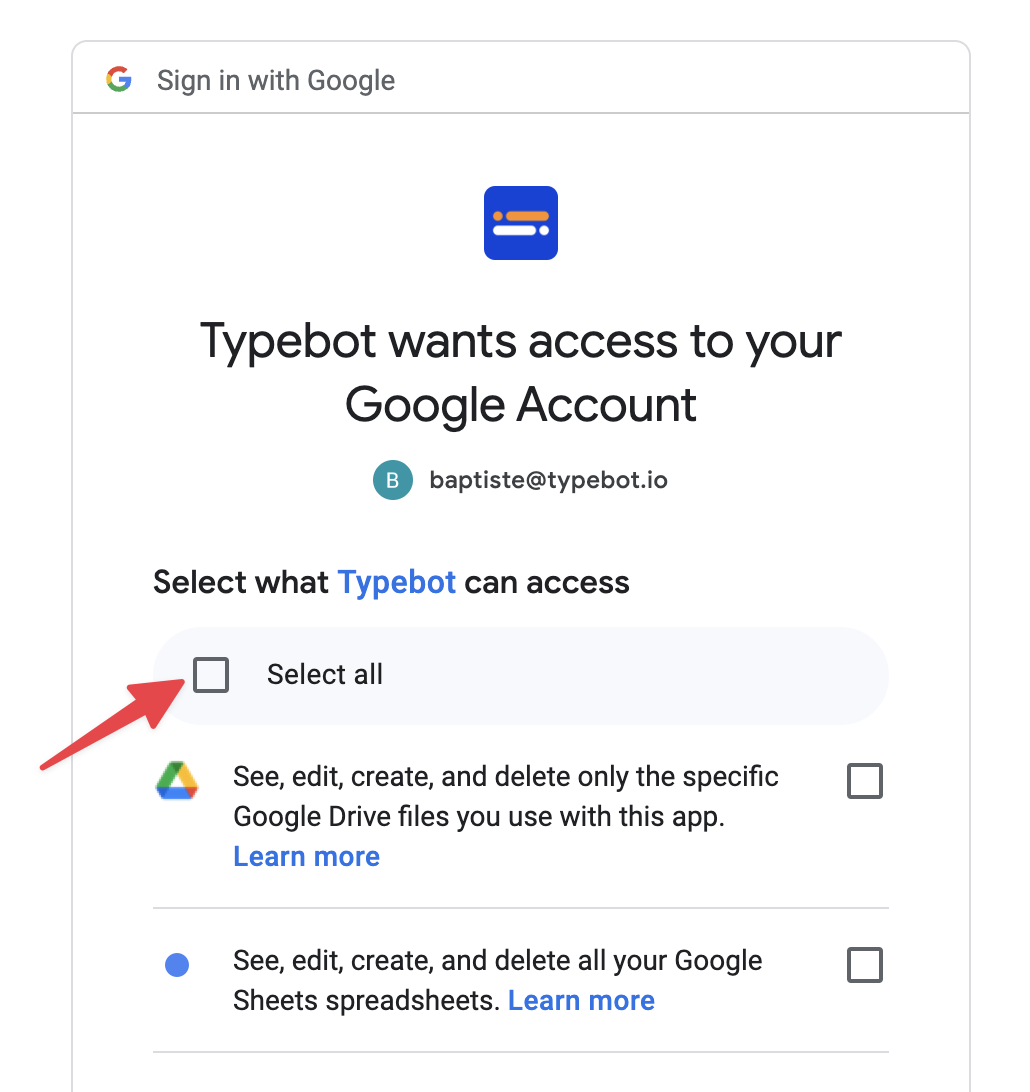 Sign in with Google
Typebot wants access to your
Google Account
B baptiste@typebot.io
Select what Typebot can access
Select all
See, edit, create, and delete only the specific
Google Drive files you use with this app.
Learn more
See, edit, create, and delete all your Google
Sheets spreadsheets. Learn more